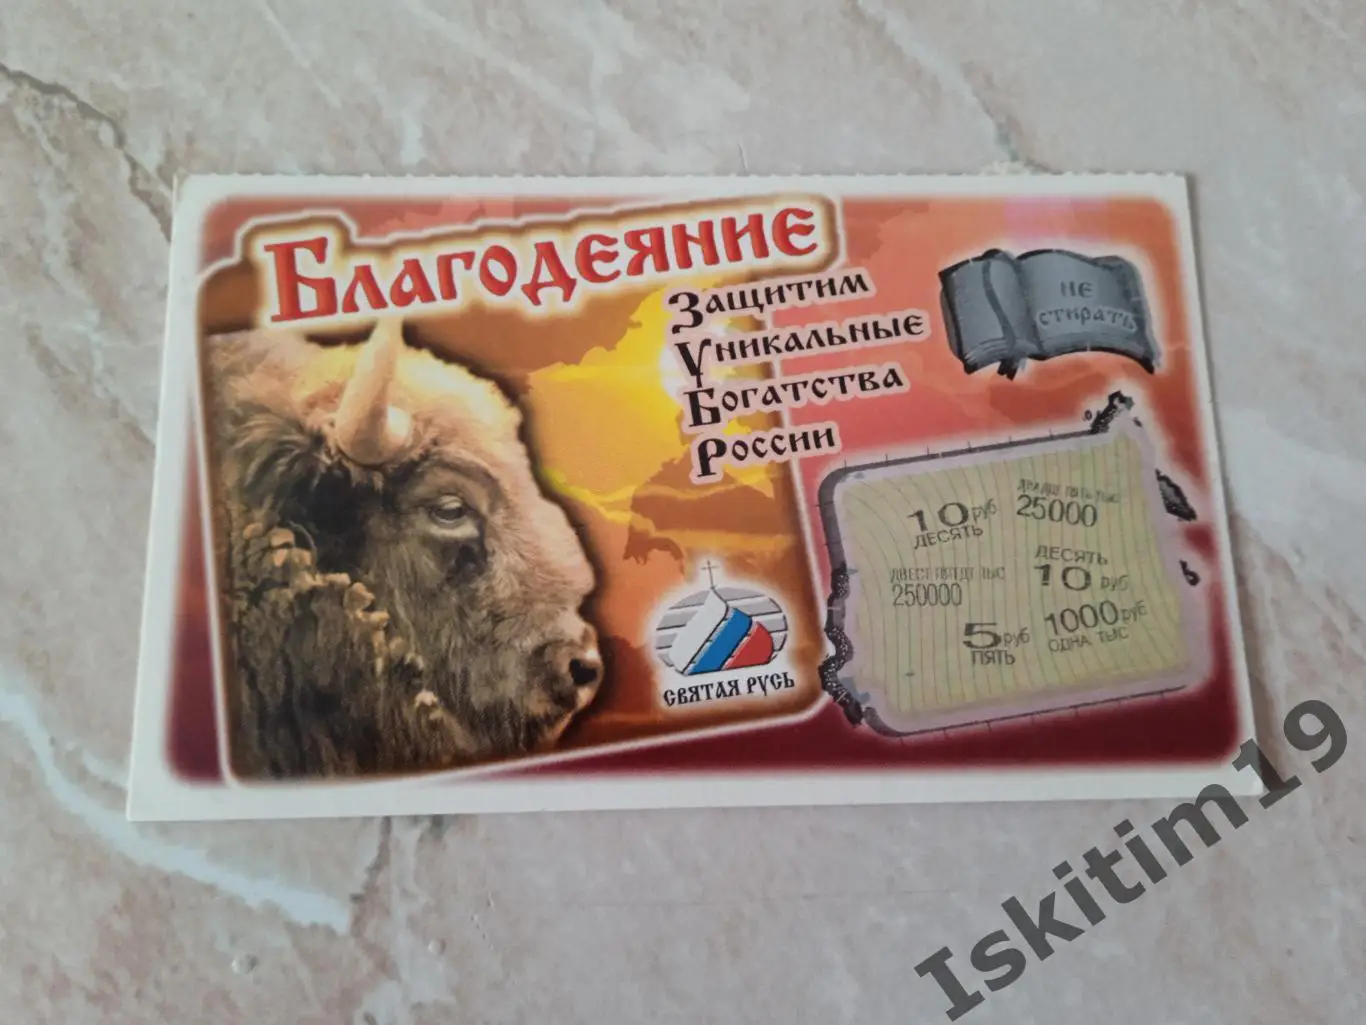 Благодеяние
Защитим
Уникальные
Богатства
России
НЕ
стирать
10 руб
ДЕСЯТЬ
25000
ДЕСЯТЬ
10 руб
250000
1000 руб
ОДНА ТЫС
5 руб
ПЯТЬ
СВЯТАЯ РУСЬ
Iskitim19